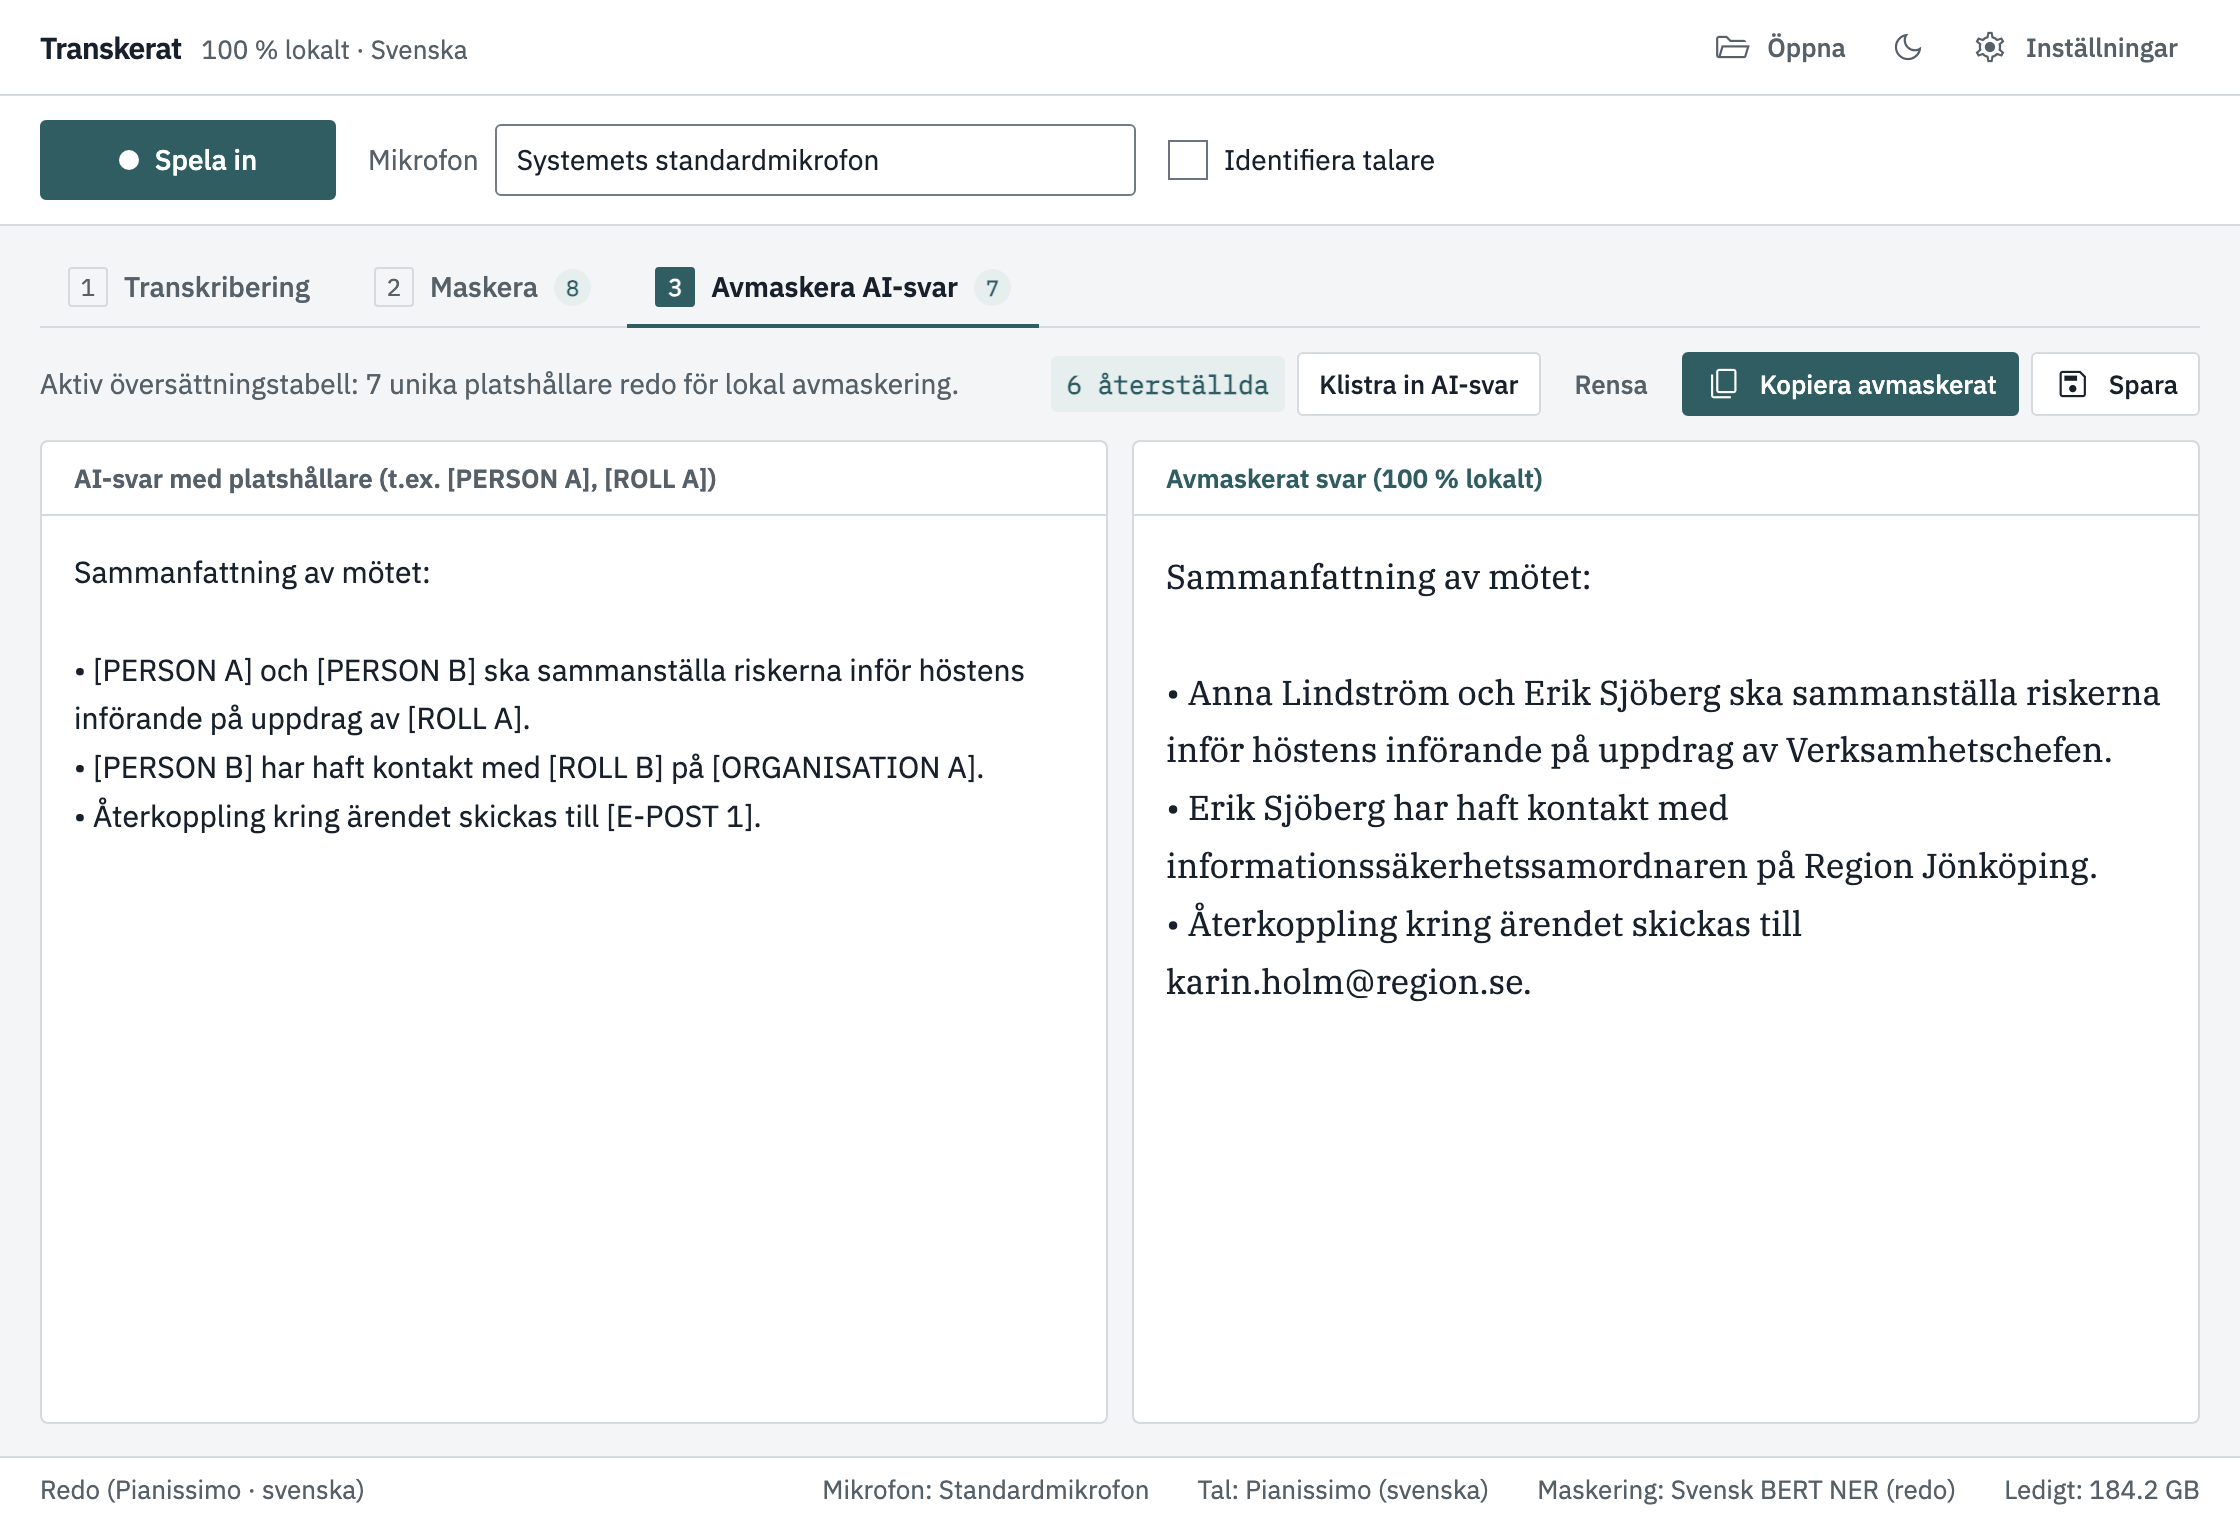 Transkerat 100 % lokalt · Svenska
Öppna
Inställningar
Spela in
Mikrofon
Systemets standardmikrofon
Identifiera talare
1 Transkribering
2 Maskera 8
3 Avmaskera AI-svar 7
Aktiv översättningstabell: 7 unika platshållare redo för lokal avmaskering.
6 återställda
Klistra in AI-svar
Rensa
Kopiera avmaskerat
Spara
AI-svar med platshållare (t.ex. [PERSON A], [ROLL A])
Sammanfattning av mötet:
• [PERSON A] och [PERSON B] ska sammanställa riskerna inför höstens
införande på uppdrag av [ROLL A].
• [PERSON B] har haft kontakt med [ROLL B] på [ORGANISATION A].
• Återkoppling kring ärendet skickas till [E-POST 1].
Avmaskerat svar (100 % lokalt)
Sammanfattning av mötet:
• Anna Lindström och Erik Sjöberg ska sammanställa riskerna
inför höstens införande på uppdrag av Verksamhetschefen.
• Erik Sjöberg har haft kontakt med
informationssäkerhetssamordnaren på Region Jönköping.
• Återkoppling kring ärendet skickas till
karin.holm@region.se.
Redo (Pianissimo · svenska)
Mikrofon: Standardmikrofon
Tal: Pianissimo (svenska)
Maskering: Svensk BERT NER (redo)
Ledigt: 184.2 GB